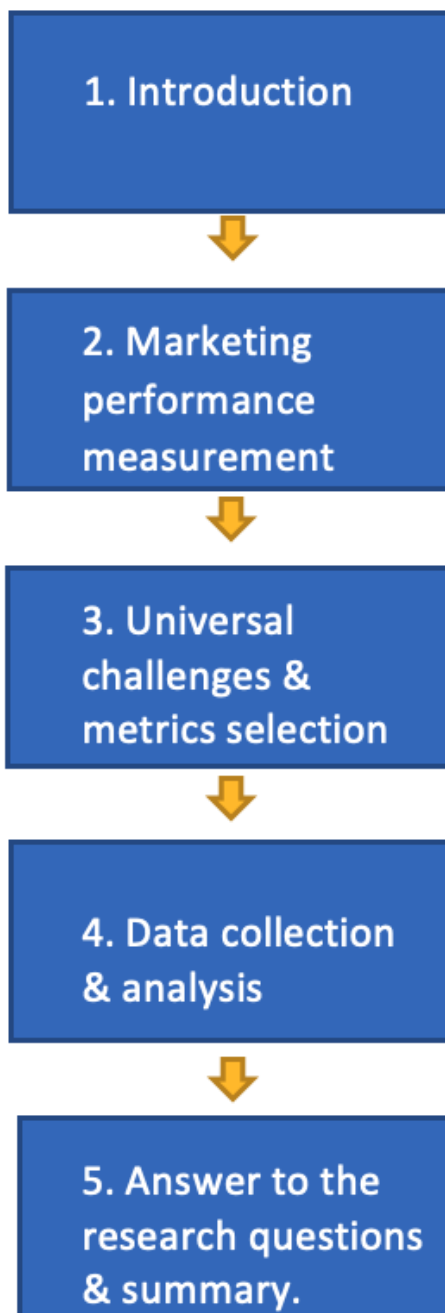 1. Introduction
2. Marketing
performance
measurement
3. Universal
challenges &
metrics selection
4. Data collection
& analysis
5. Answer to the
research questions
& summary.